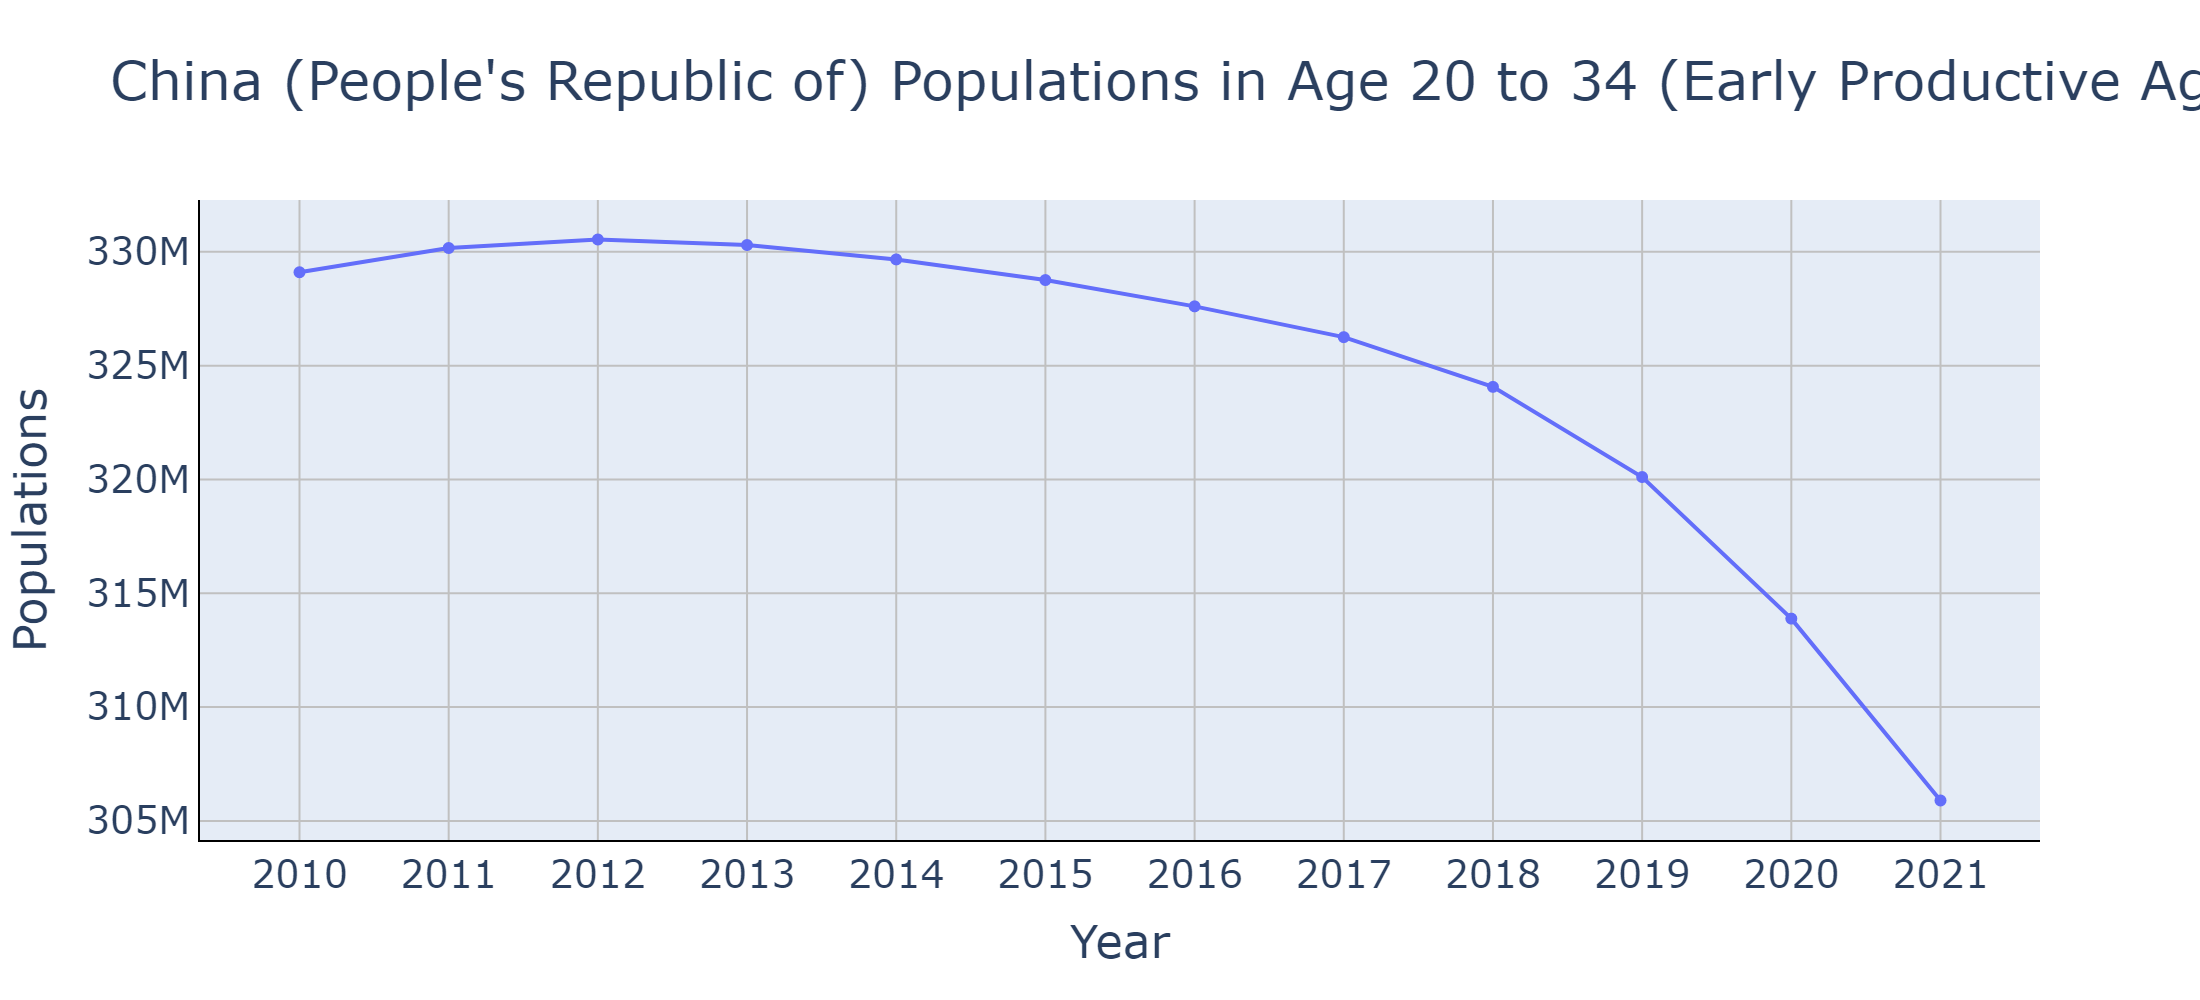 China (People's Republic of) Populations in Age 20 to 34 (Early Productive
330M
325M
320M
315M
310M
305M
Populations
2010 2011 2012 2013 2014 2015 2016 2017 2018 2019 2020 2021
Year